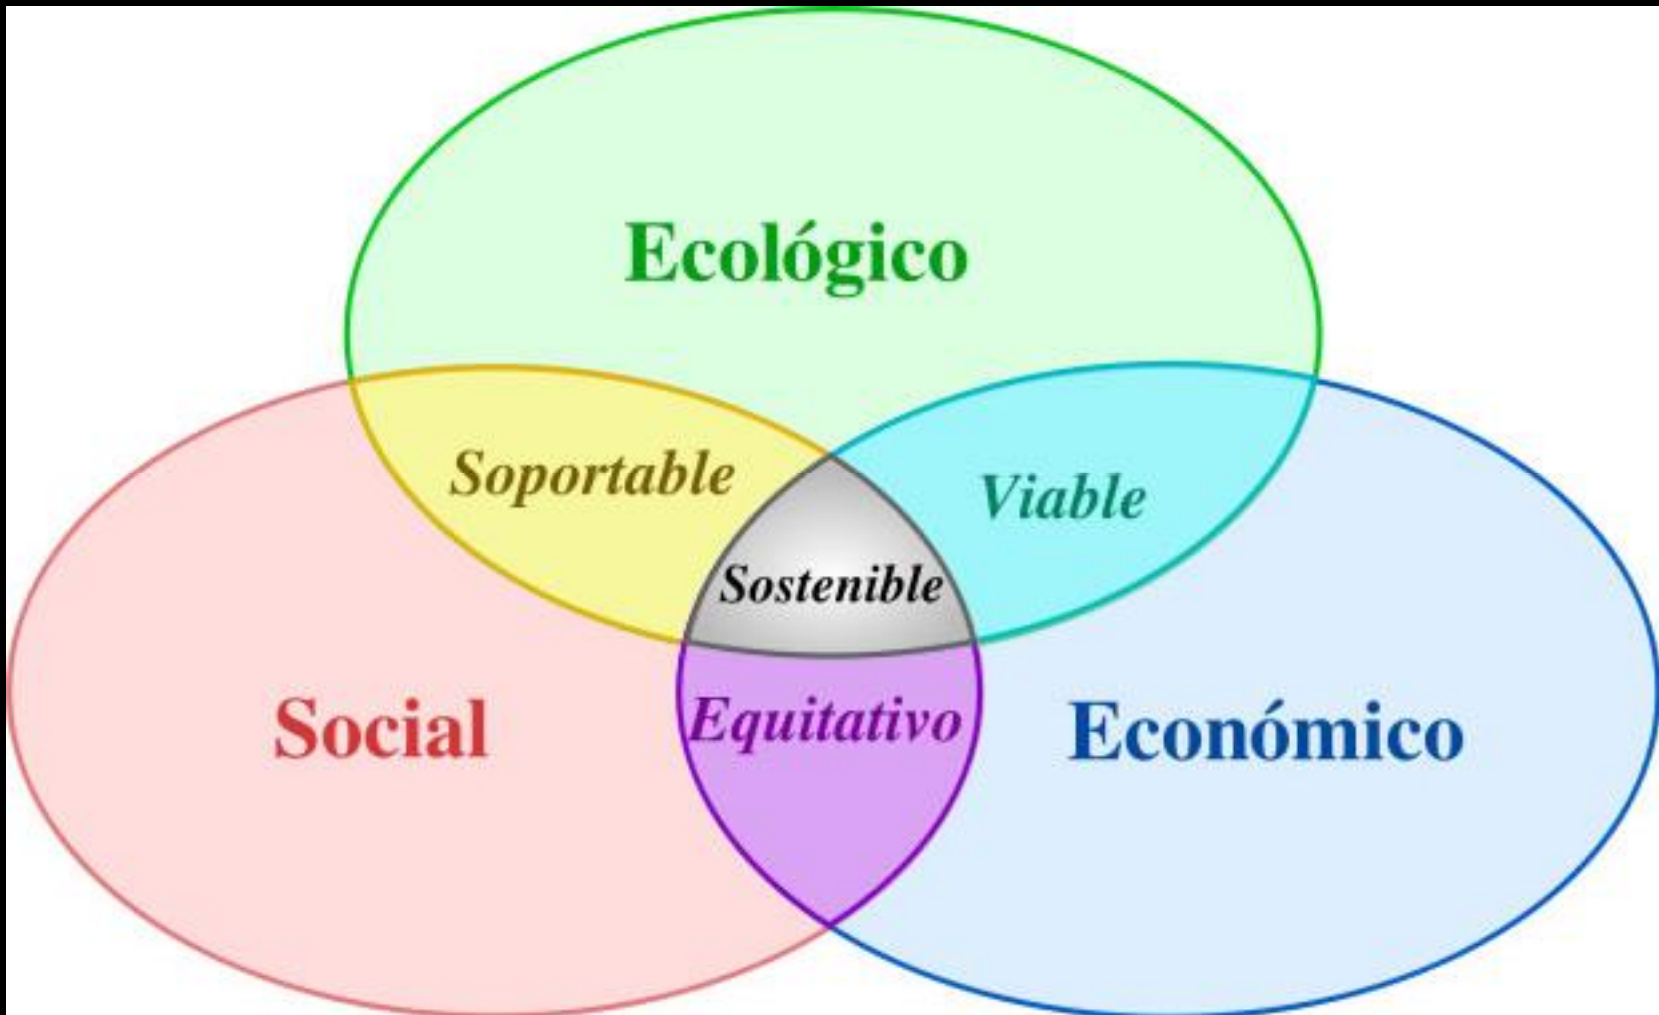 Ecológico
Soportable
Viable
Sostenible
Social
Equitativo
Económico